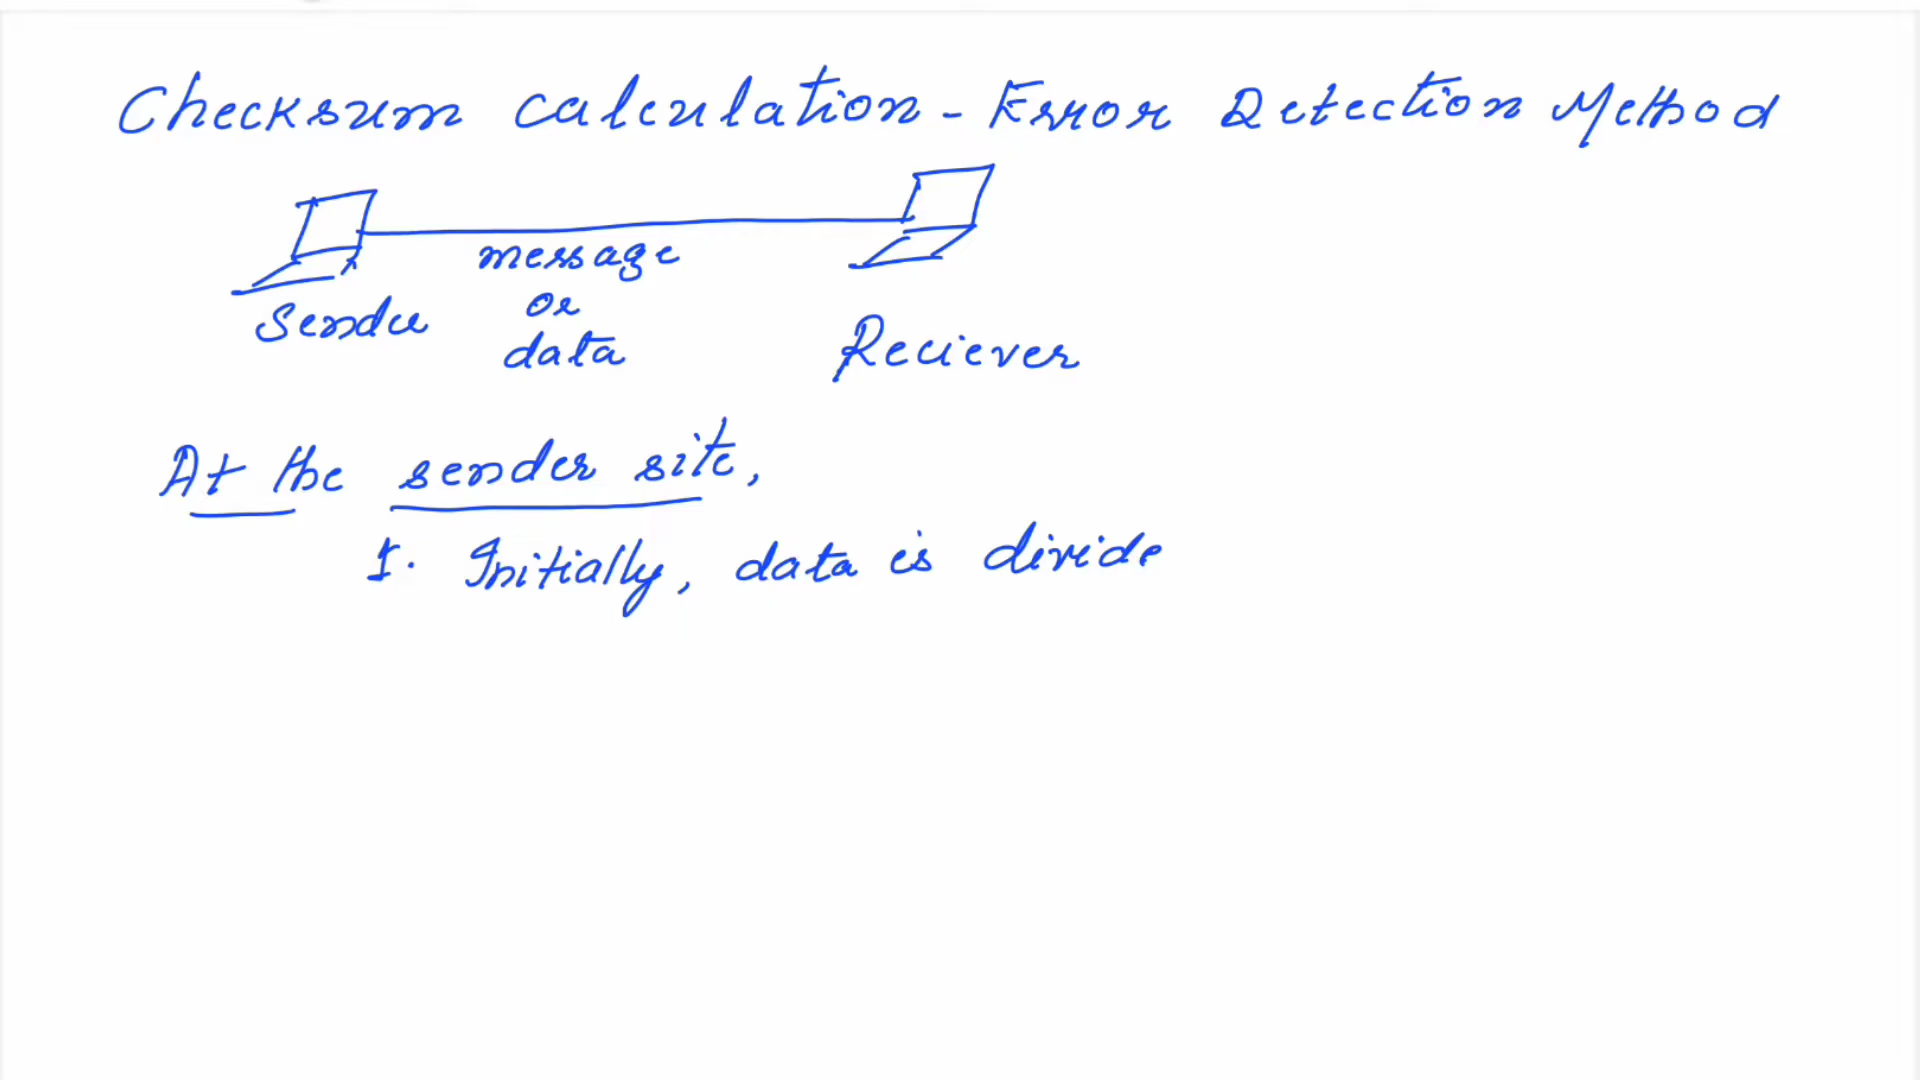 Checksum Calculation - Error Detection Method
message
or
data
Sender
Reciever
At the sender site,
1. Initially, data is divide